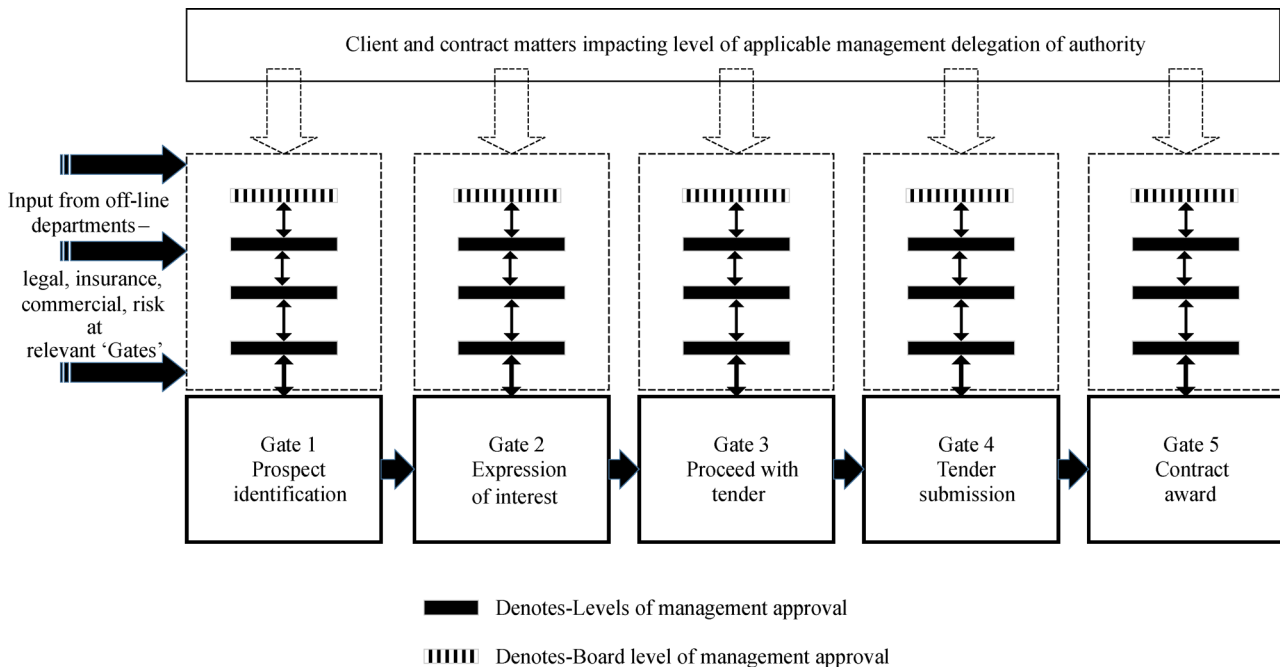 Client and contract matters impacting level of applicable management delegation of authority
Input from off-line
departments –
legal, insurance,
commercial, risk
at
relevant ‘Gates’
Gate 1
Prospect
identification
Gate 2
Expression
of interest
Gate 3
Proceed with
tender
Gate 4
Tender
submission
Gate 5
Contract
award
Denotes-Levels of management approval
Denotes-Board level of management approval